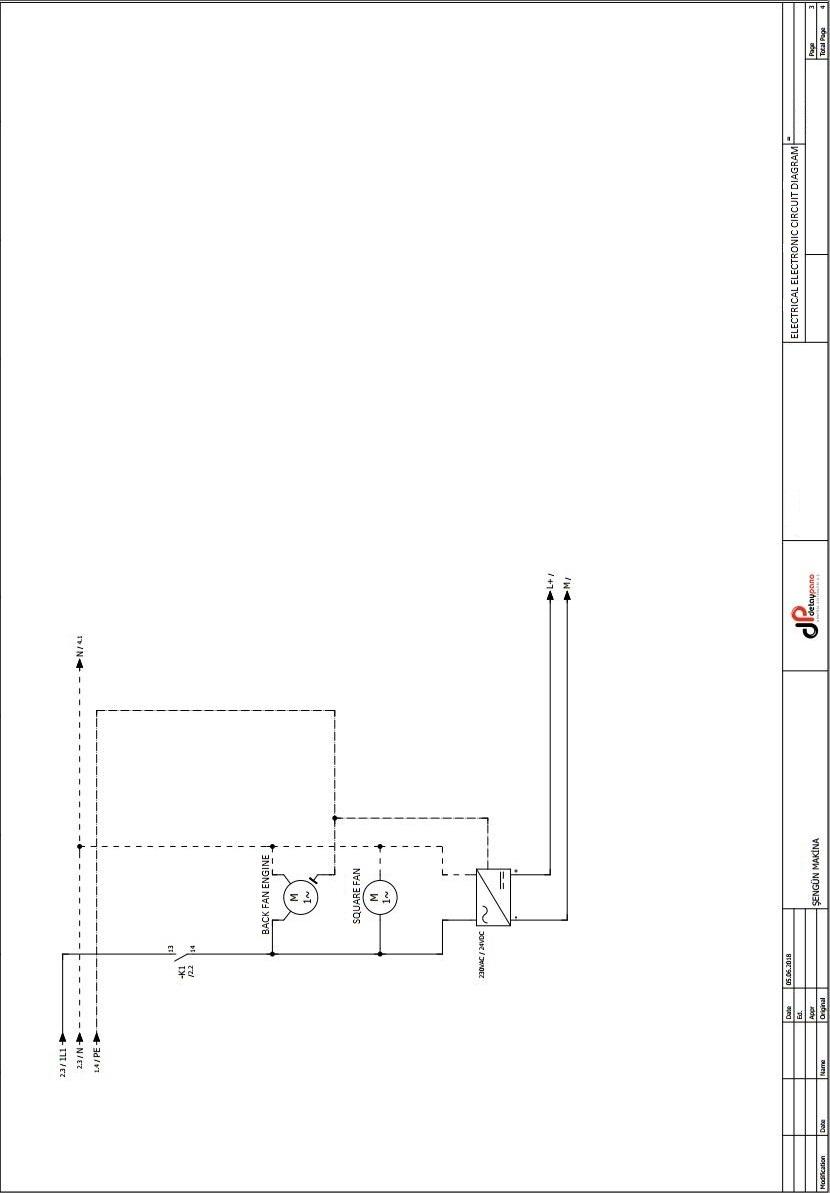 2.3 / 1L1
2.3 / N
1.4 / PE
N / 4.1
-K1
/2.2
13
14
BACK FAN ENGINE
M
1~
SQUARE FAN
M
1~
230VAC / 24VDC
-
+
L+ /
M /
Modification
Date
Name
Original
Date
05.06.2018
Ed.
Appr
ŞENGÜN MAKİNA
dp
detaypano
ELECTRICAL ELECTRONIC CIRCUIT DIAGRAM
=
Page
3
Total Page
4